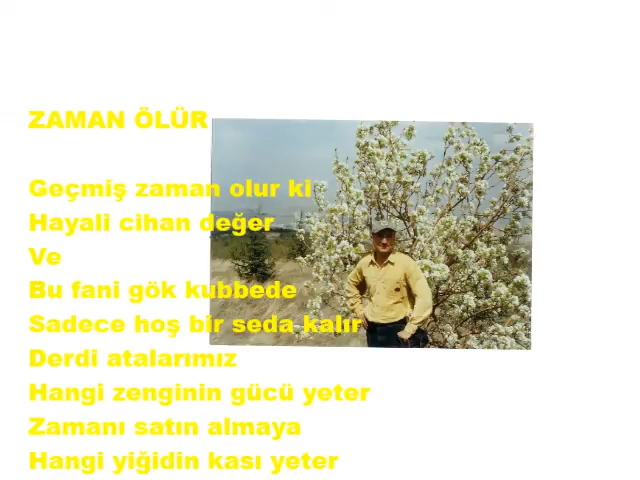 ZAMAN ÖLÜR
Geçmiş zaman olur ki
Hayali cihan değer
Ve
Bu fani gök kubbede
Sadece hoş bir seda kalır
Derdi atalarımız
Hangi zenginin gücü yeter
Zamanı satın almaya
Hangi yiğidin kası yeter